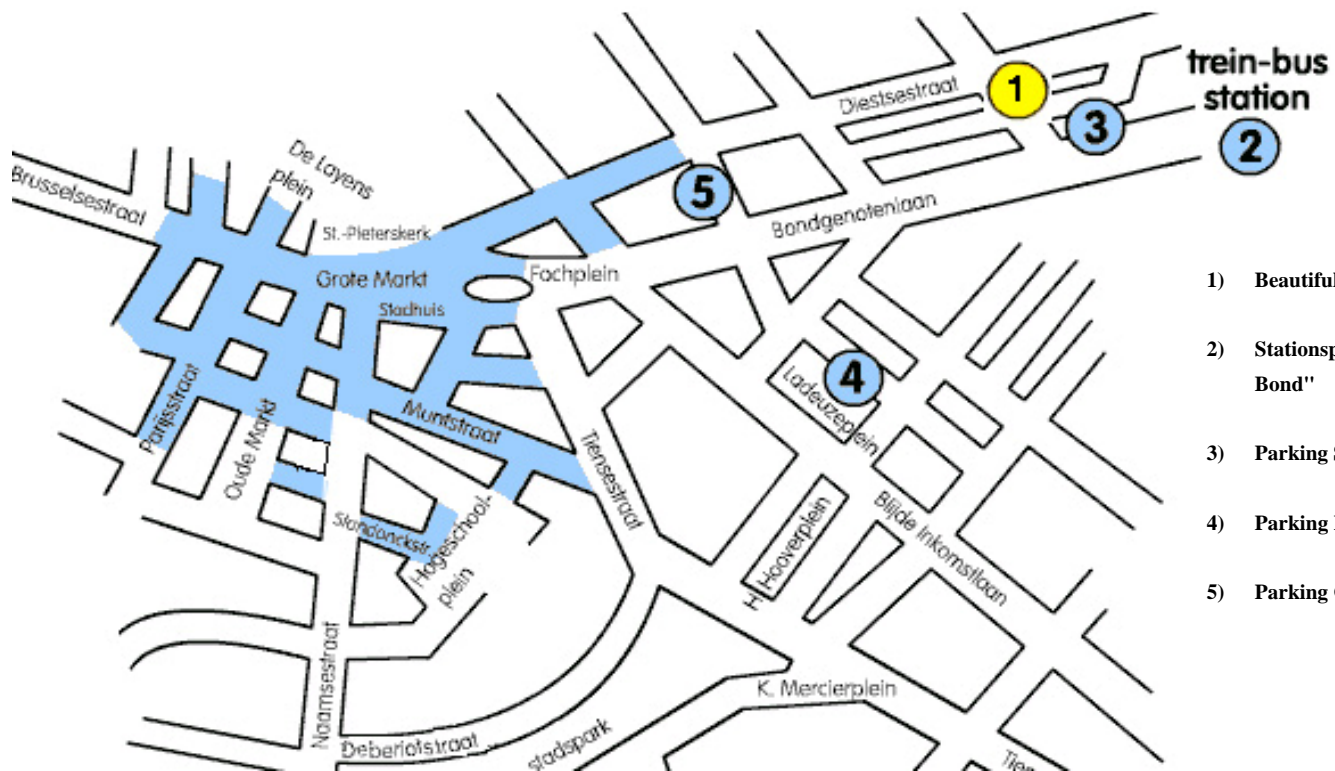 trein-bus
station
1
2
3
4
5
Diestsestraat
Bondgenotenlaan
De Layens
plein
Brusselsestraat
St.-Pieterskerk
Grote Markt
Stadhuis
Fochplein
Ladeuzeplein
Parijsstraat
Oude Markt
Muntstraat
Tiensestraat
Hogeschool-
plein
Standonckstr.
Hooverplein
H
Blijde Inkomstlaan
Naamsestraat
K. Mercierplein
Deberiotstraat
stadspark
1) Beautiful
2)
Bond"
3) Parking
4) Parking
5) Parking